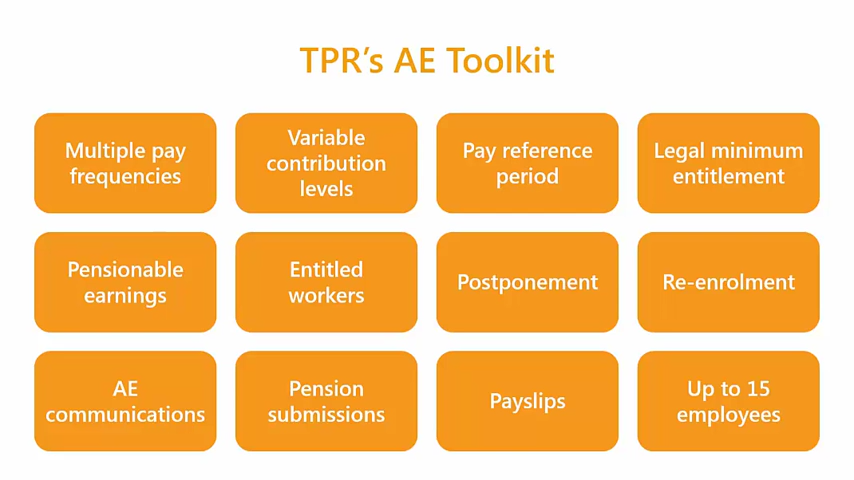 TPR's AE Toolkit
Multiple pay
frequencies
Variable
contribution
levels
Pay reference
period
Legal minimum
entitlement
Pensionable
earnings
Entitled
workers
Postponement
Re-enrolment
AE
communications
Pension
submissions
Payslips
Up to 15
employees